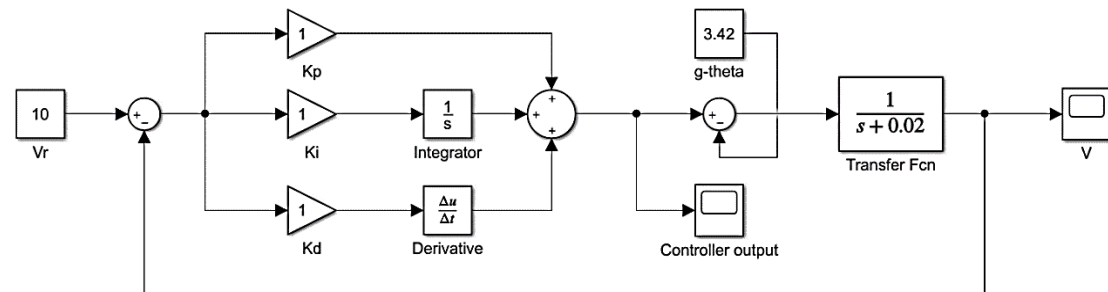 1
Kp
3.42
g-theta
10
Vr
+
−
1
Ki
1
s
Integrator
+
+
+
+
−
1
s + 0.02
Transfer Fcn
V
1
Kd
Δu
Δt
Derivative
Controller output